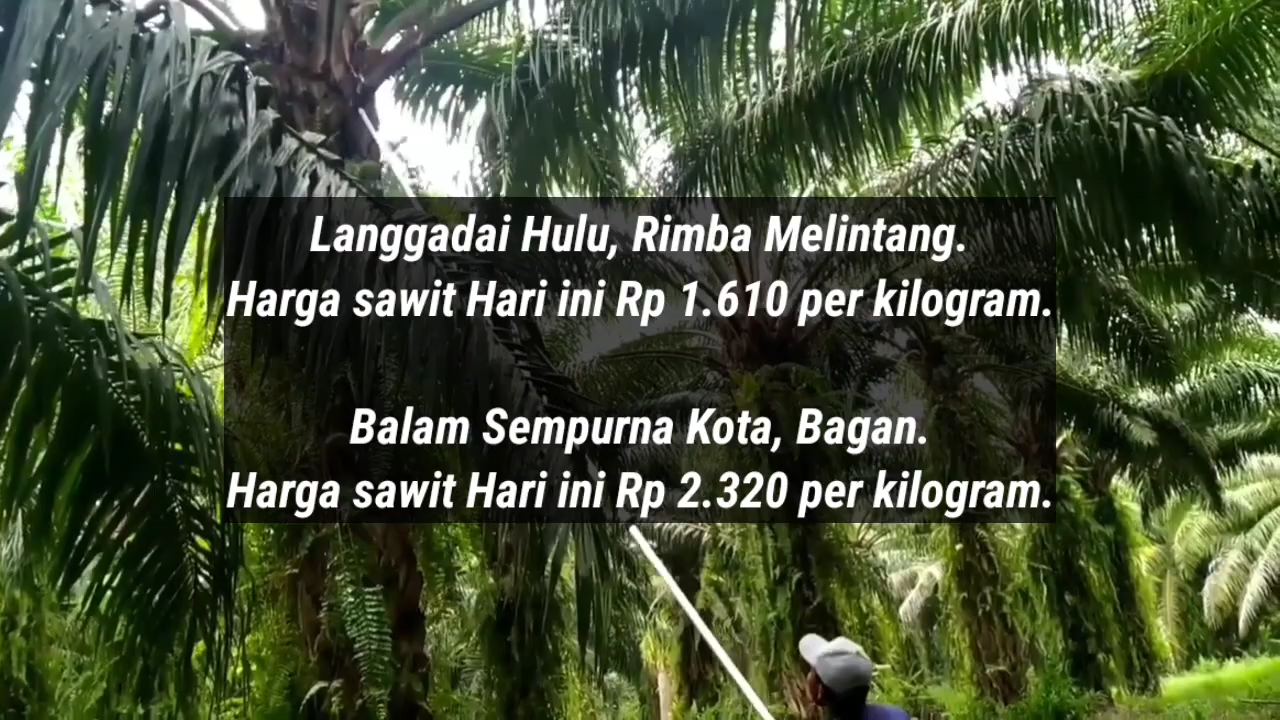 Langgadai Hulu, Rimba Melintang.
Harga sawit Hari ini Rp 1.610 per kilogram.
Balam Sempurna Kota, Bagan.
Harga sawit Hari ini Rp 2.320 per kilogram.